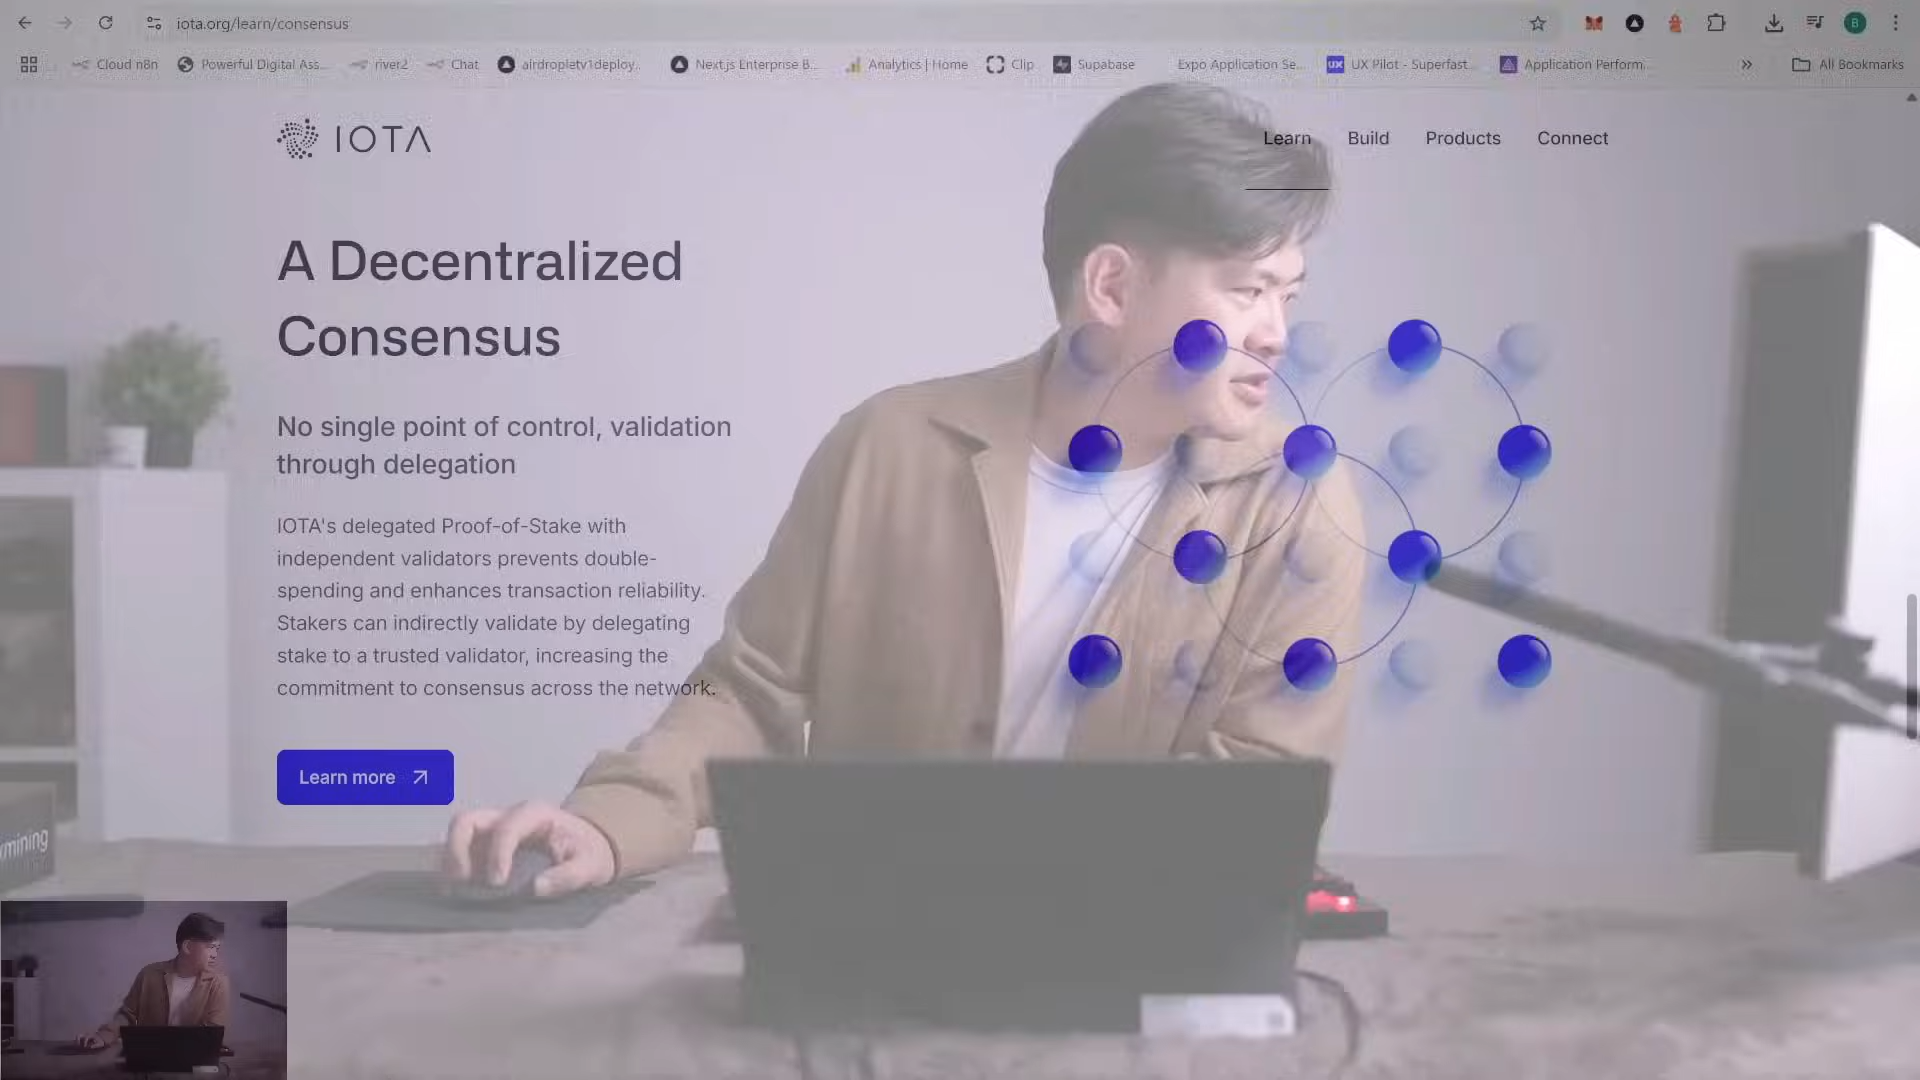 iota.org/learn/consensus
B
Cloud n8n
Powerful Digital Ass...
river2
Chat
airdropletv1deploy...
Next.js Enterprise B...
Analytics | Home
Clip
Supabase
Expo Application Se...
UX
UX Pilot - Superfast...
Application Perform...
All Bookmarks
IOTA
Learn
Build
Products
Connect
A Decentralized
Consensus
No single point of control, validation
through delegation
IOTA's delegated Proof-of-Stake with
independent validators prevents double-
spending and enhances transaction reliability.
Stakers can indirectly validate by delegating
stake to a trusted validator, increasing the
commitment to consensus across the network.
Learn more